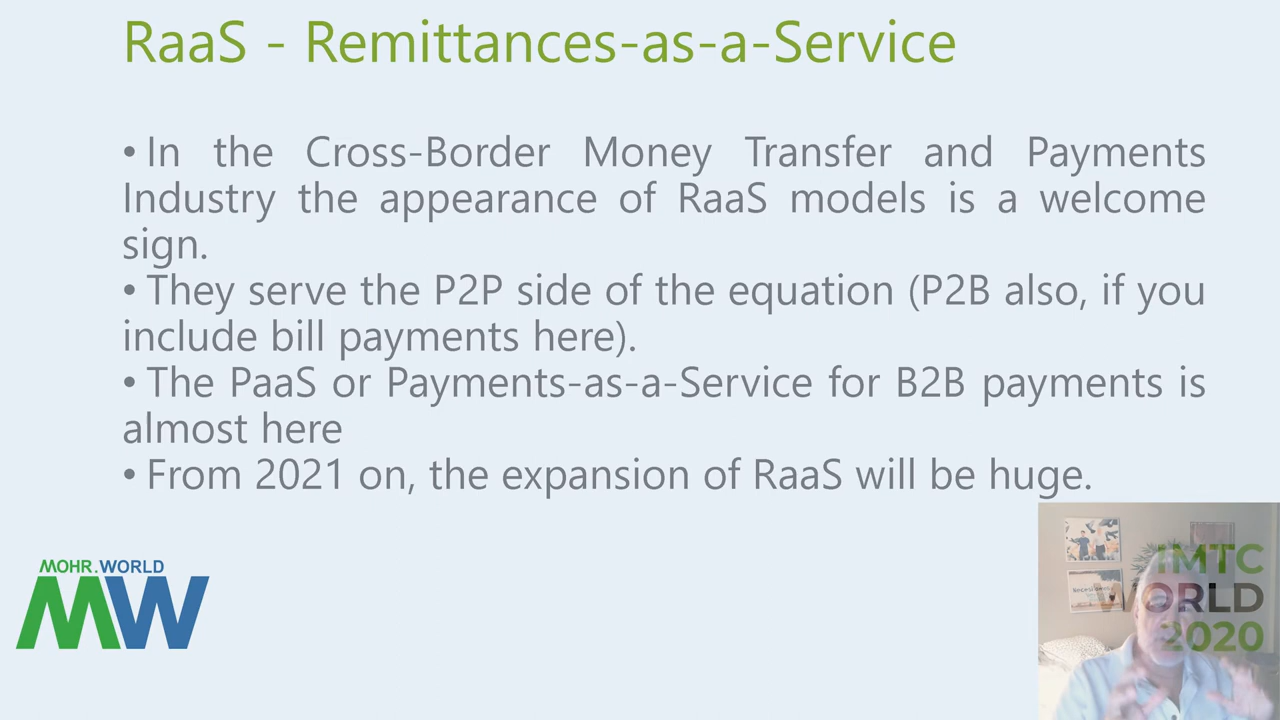 RaaS - Remittances-as-a-Service
• In the Cross-Border Money Transfer and Payments
Industry the appearance of RaaS models is a welcome
sign.
• They serve the P2P side of the equation (P2B also, if you
include bill payments here).
• The PaaS or Payments-as-a-Service for B2B payments is
almost here
• From 2021 on, the expansion of RaaS will be huge.
MOHR.WORLD
MW
IMTC
WORLD
2020